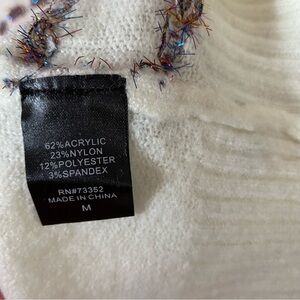 62%ACRYLIC
23%NYLON
12%POLYESTER
3%SPANDEX
RN#73352
MADE IN CHINA
M